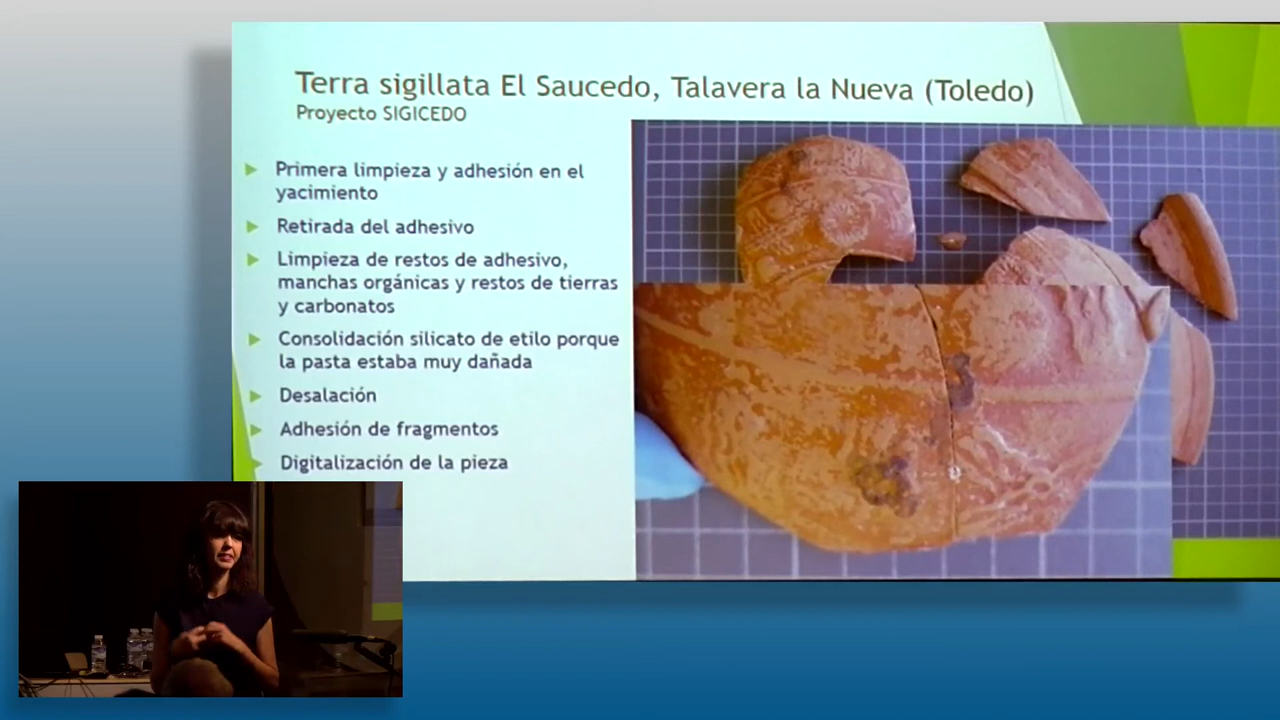 Terra sigillata El Saucedo, Talavera la Nueva (Toledo)
Proyecto SIGICEDO
Primera limpieza y adhesión en el
yacimiento
Retirada del adhesivo
Limpieza de restos de adhesivo,
manchas orgánicas y restos de tierras
y carbonatos
Consolidación silicato de etilo porque
la pasta estaba muy dañada
Desalación
Adhesión de fragmentos
Digitalización de la pieza